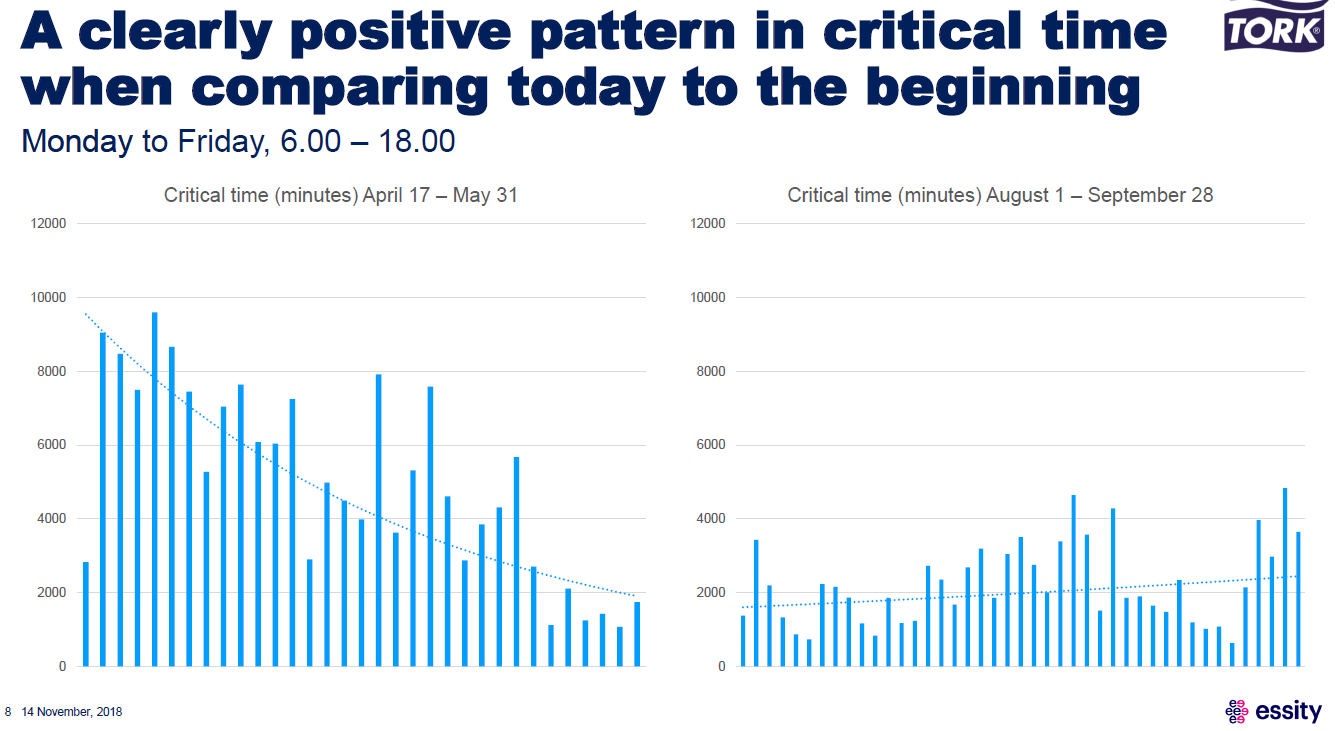 A clearly positive pattern in critical time
when comparing today to the beginning
TORK®
Monday to Friday, 6.00 – 18.00
Critical time (minutes) April 17 – May 31
12000
10000
8000
6000
4000
2000
0
Critical time (minutes) August 1 – September 28
12000
10000
8000
6000
4000
2000
0
8 14 November, 2018
essity